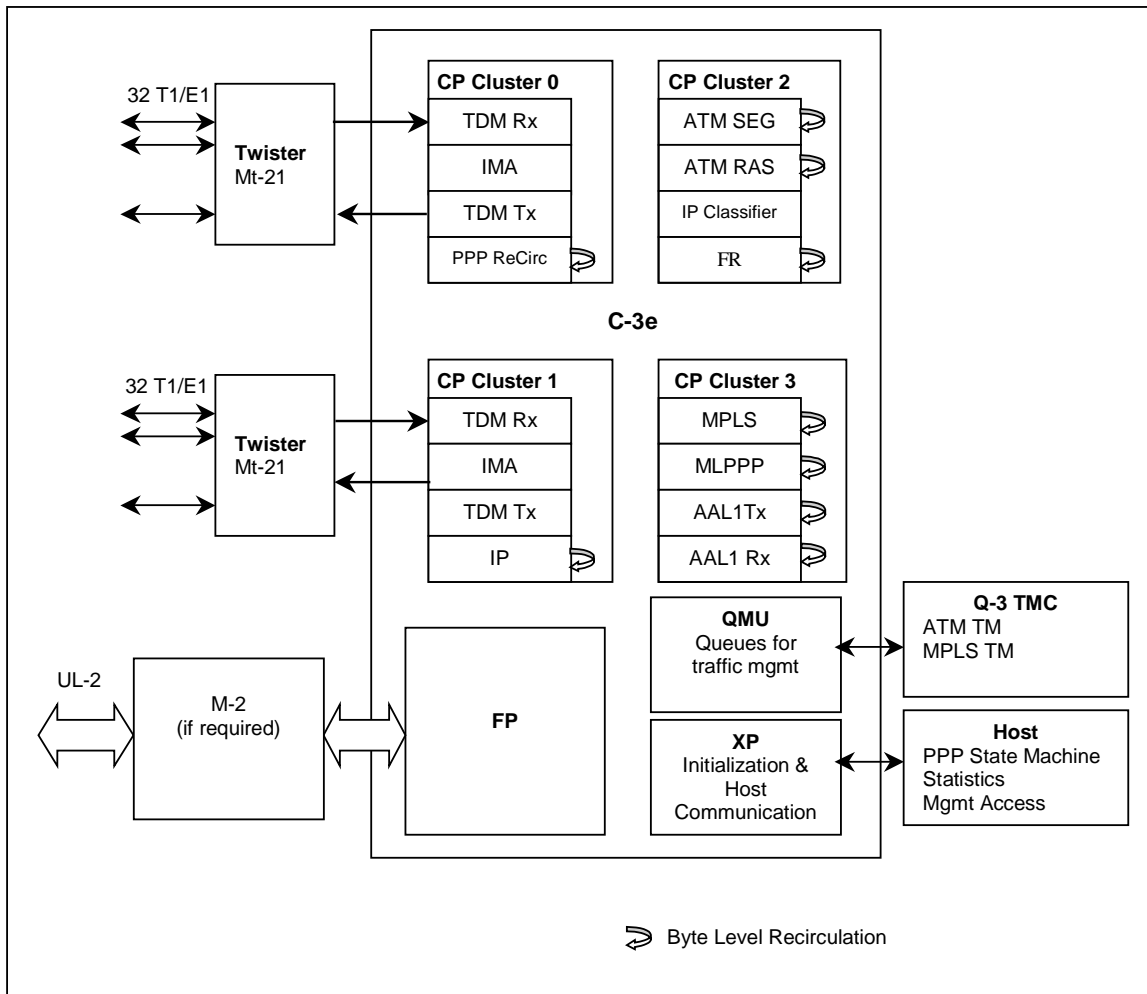 CP Cluster 0
TDM Rx
IMA
TDM Tx
PPP ReCirc
CP Cluster 2
ATM SEG
ATM RAS
IP Classifier
FR
32 T1/E1
Twister
Mt-21
C-3e
CP Cluster 1
TDM Rx
IMA
TDM Tx
IP
CP Cluster 3
MPLS
MLPPP
AAL1Tx
AAL1 Rx
32 T1/E1
Twister
Mt-21
QMU
Queues for
traffic mgmt
Q-3 TMC
ATM TM
MPLS TM
UL-2
M-2
(if required)
FP
XP
Initialization &
Host
Communication
Host
PPP State Machine
Statistics
Mgmt Access
Byte Level Recirculation